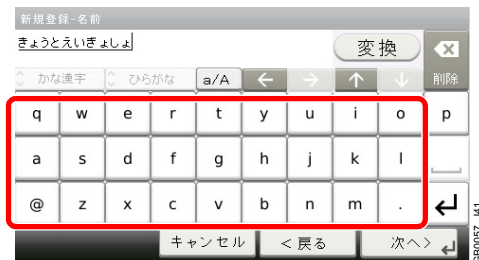 新規登録-名前
きょうとえいぎょしょ
変換
かな漢字 ひらがな a/A ← → ↑ ↓ 削除
q w e r t y u i o p
a s d f g h j k l
@ z x c v b n m .
キャンセル <戻る 次へ>
GB0057_J41